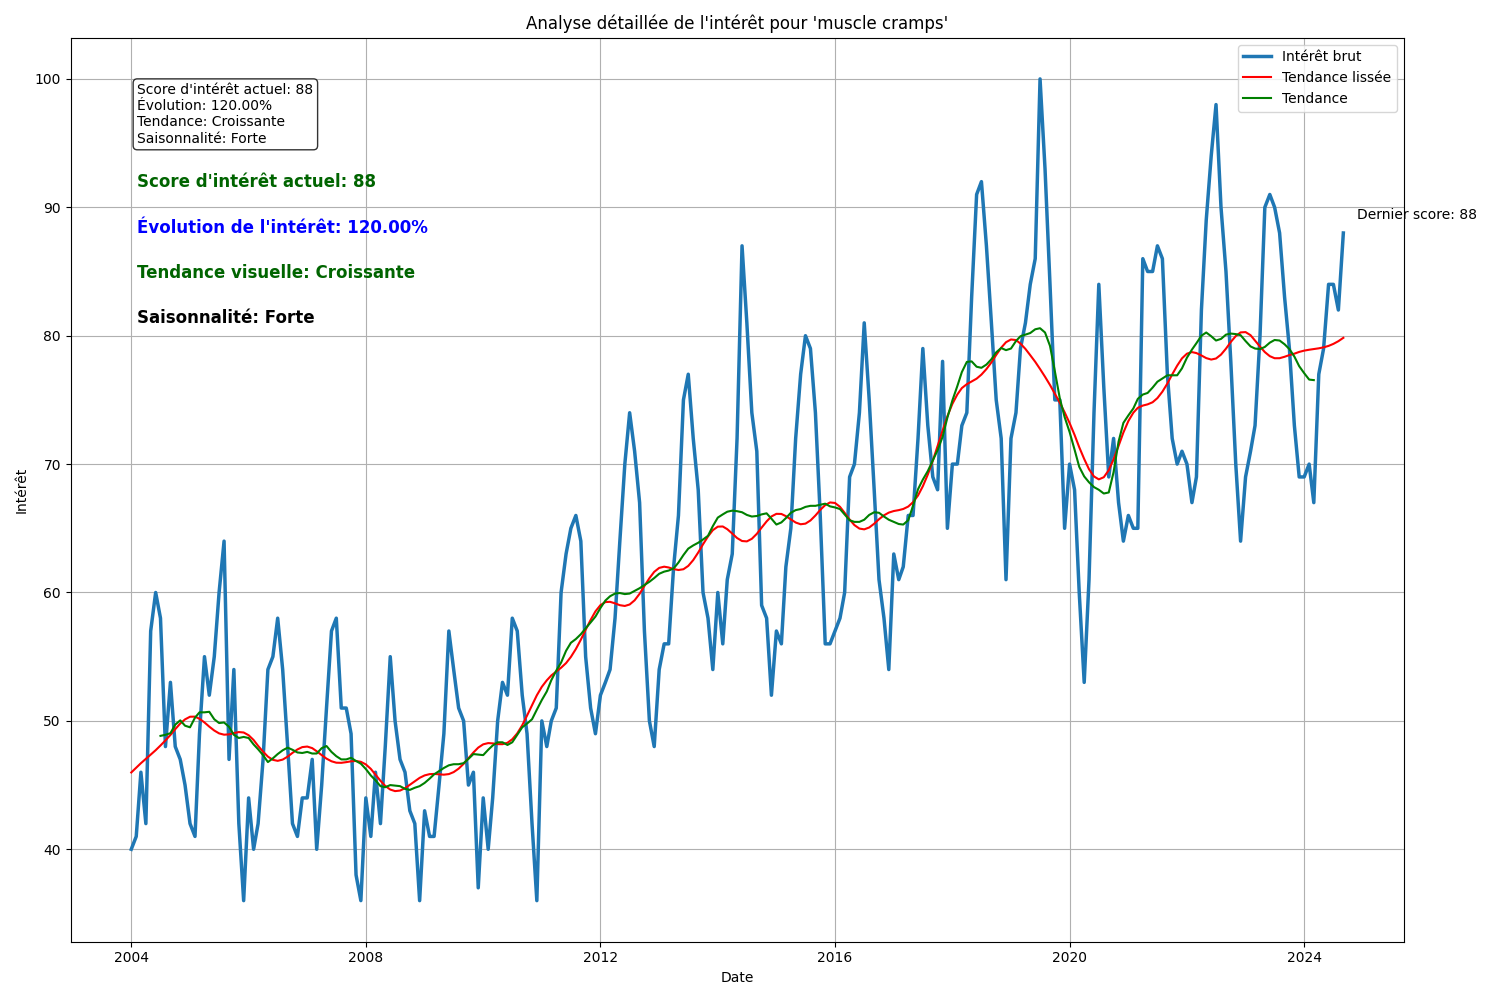 Analyse détaillée de l'intérêt pour 'muscle cramps'
Intérêt brut
Tendance lissée
Tendance
Score d'intérêt actuel: 88
Évolution: 120.00%
Tendance: Croissante
Saisonnalité: Forte
Score d'intérêt actuel: 88
Évolution de l'intérêt: 120.00%
Tendance visuelle: Croissante
Saisonnalité: Forte
Dernier score: 88
Intérêt
100
90
80
70
60
50
40
2004
2008
2012
2016
2020
2024
Date